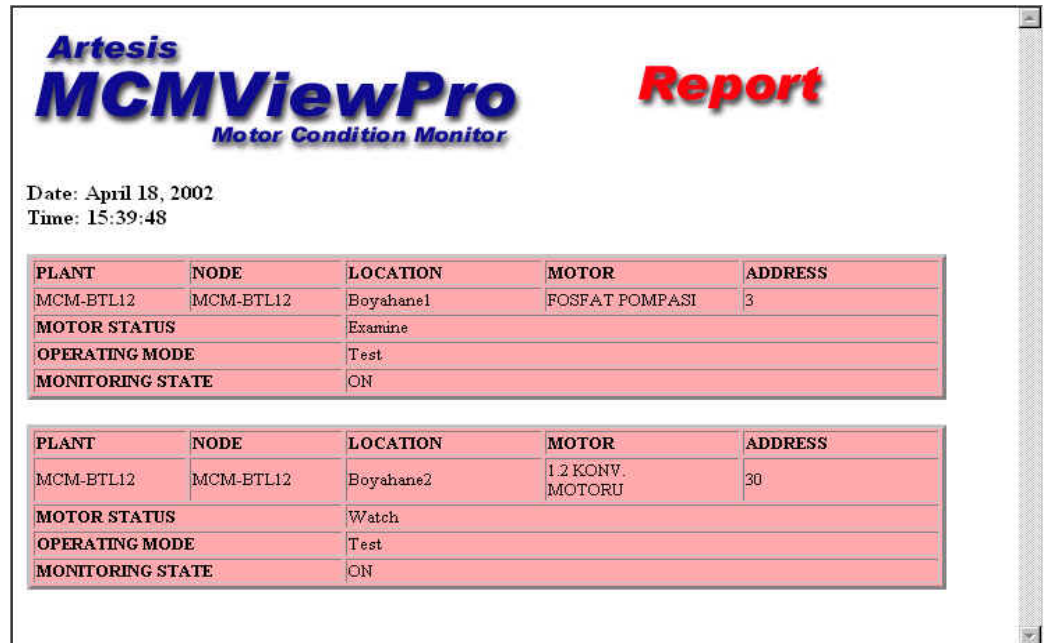 Artesis
MCMViewPro
Motor Condition Monitor
Report
Date: April 18, 2002
Time: 15:39:48
PLANT NODE LOCATION MOTOR ADDRESS
MCM-BTL12 MCM-BTL12 Boyahane1 FOSFAT POMPASI 3
MOTOR STATUS Examine
OPERATING MODE Test
MONITORING STATE ON
PLANT NODE LOCATION MOTOR ADDRESS
MCM-BTL12 MCM-BTL12 Boyahane2 1.2 KONV. MOTORU 30
MOTOR STATUS Watch
OPERATING MODE Test
MONITORING STATE ON